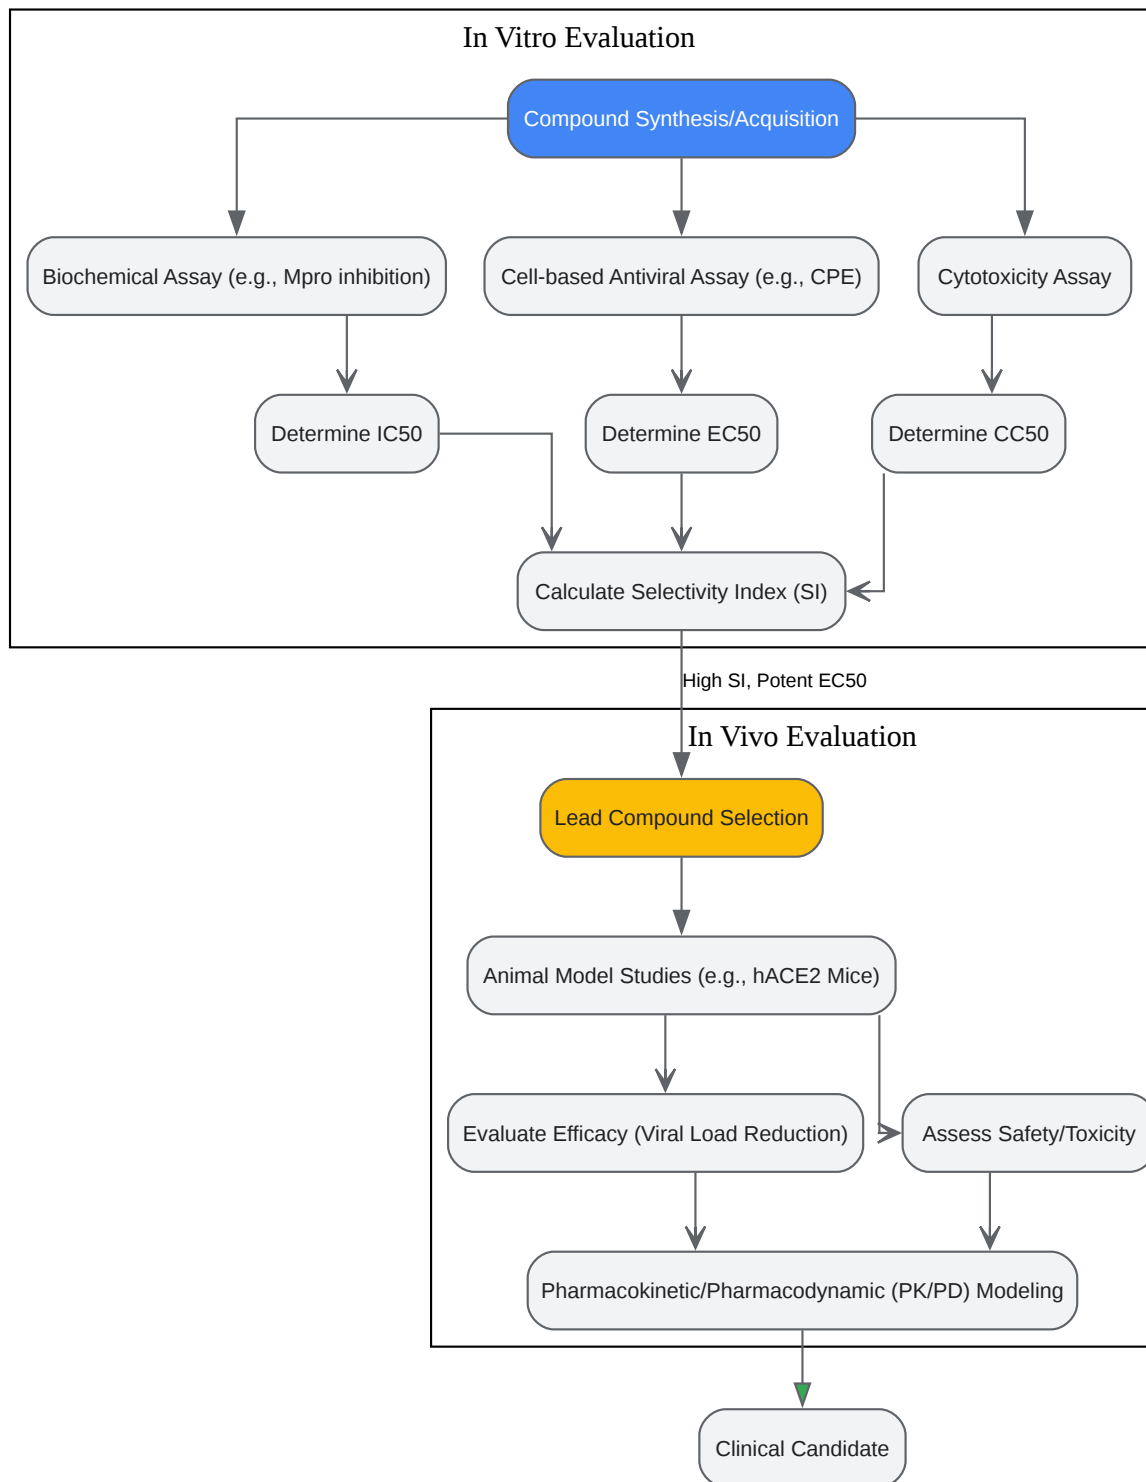 In Vitro Evaluation
Compound Synthesis/Acquisition
Biochemical Assay (e.g., Mpro inhibition)
Cell-based Antiviral Assay (e.g., CPE)
Cytotoxicity Assay
Determine IC50
Determine EC50
Determine CC50
Calculate Selectivity Index (SI)
High SI, Potent EC50
In Vivo Evaluation
Lead Compound Selection
Animal Model Studies (e.g., hACE2 Mice)
Evaluate Efficacy (Viral Load Reduction)
Assess Safety/Toxicity
Pharmacokinetic/Pharmacodynamic (PK/PD) Modeling
Clinical Candidate